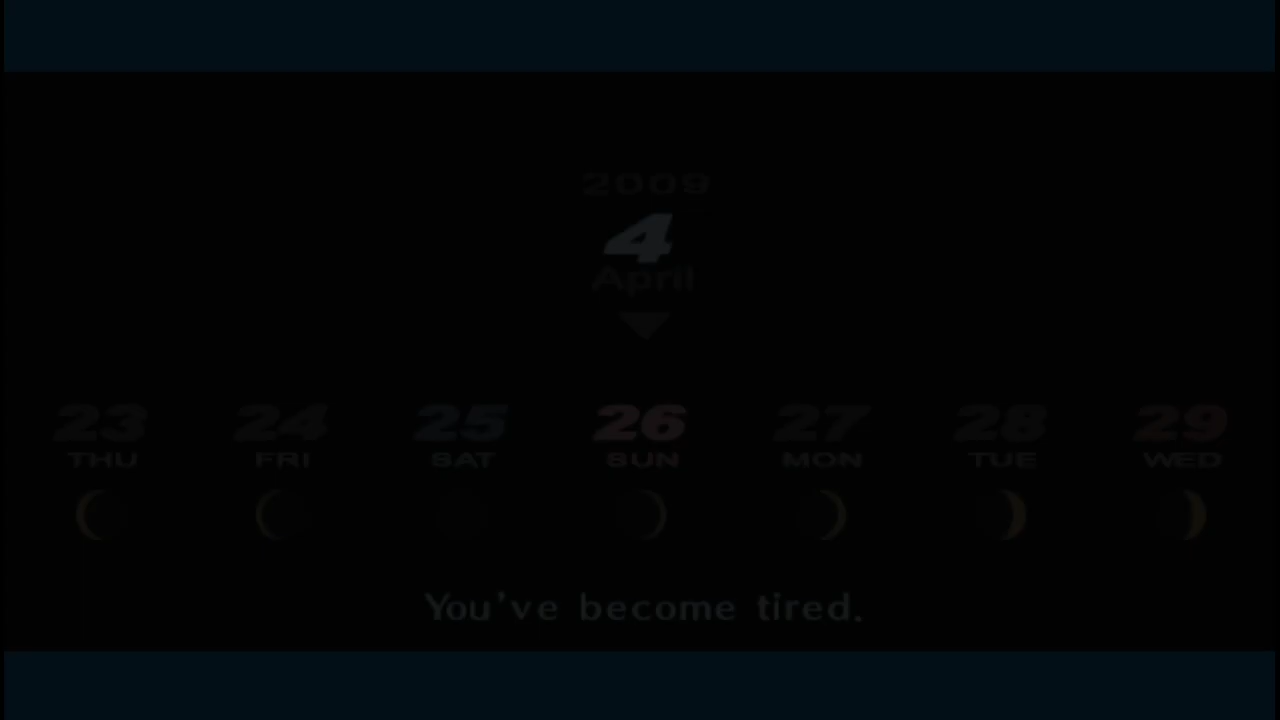 2009
4
April
23 24 25 26 27 28 29
THU FRI SAT SUN MON TUE WED
You've become tired.